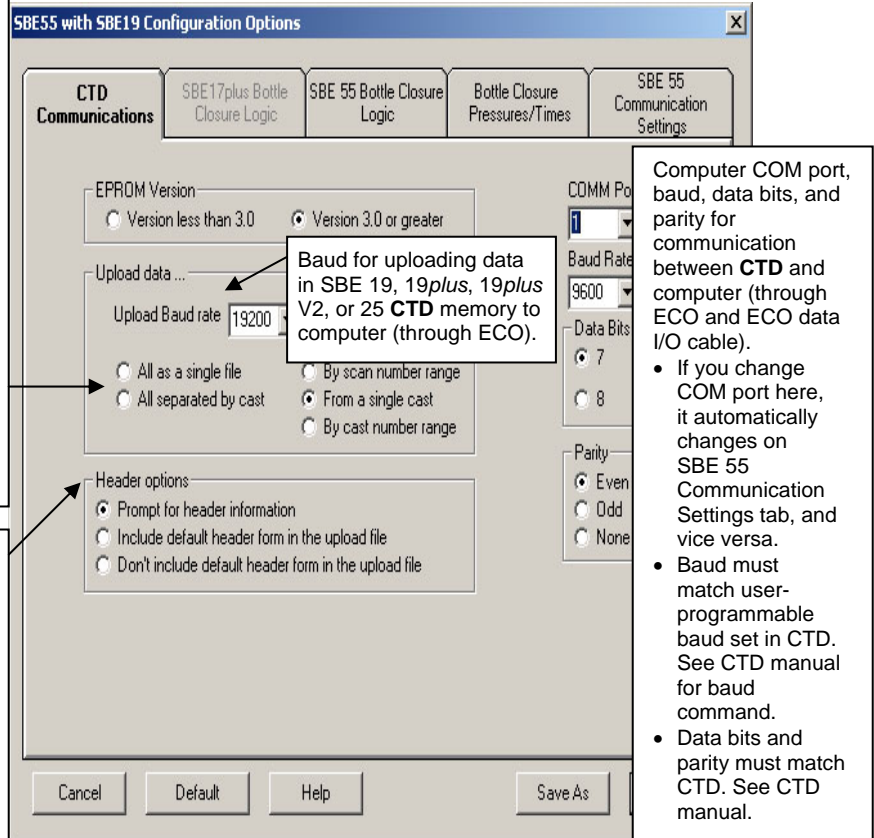 SBE55 with SBE19 Configuration Options
X
CTD
Communications
SBE17plus Bottle
Closure Logic
SBE 55 Bottle Closure
Logic
Bottle Closure
Pressures/Times
SBE 55
Communication
Settings
EPROM Version
Version less than 3.0
Version 3.0 or greater
Upload data ...
Upload Baud rate
19200
All as a single file
All separated by cast
By scan number range
From a single cast
By cast number range
Baud for uploading data
in SBE 19, 19plus, 19plus
V2, or 25 CTD memory to
computer (through ECO).
Header options
Prompt for header information
Include default header form in the upload file
Don't include default header form in the upload file
COMM Po
1
Baud Rate
9600
Data Bits
7
8
Parity
Even
Odd
None
Computer COM port,
baud, data bits, and
parity for
communication
between CTD and
computer (through
ECO and ECO data
I/O cable).
• If you change
COM port here,
it automatically
changes on
SBE 55
Communication
Settings tab, and
vice versa.
• Baud must
match user-
programmable
baud set in CTD.
See CTD manual
for baud
command.
• Data bits and
parity must match
CTD. See CTD
manual.
Cancel
Default
Help
Save As